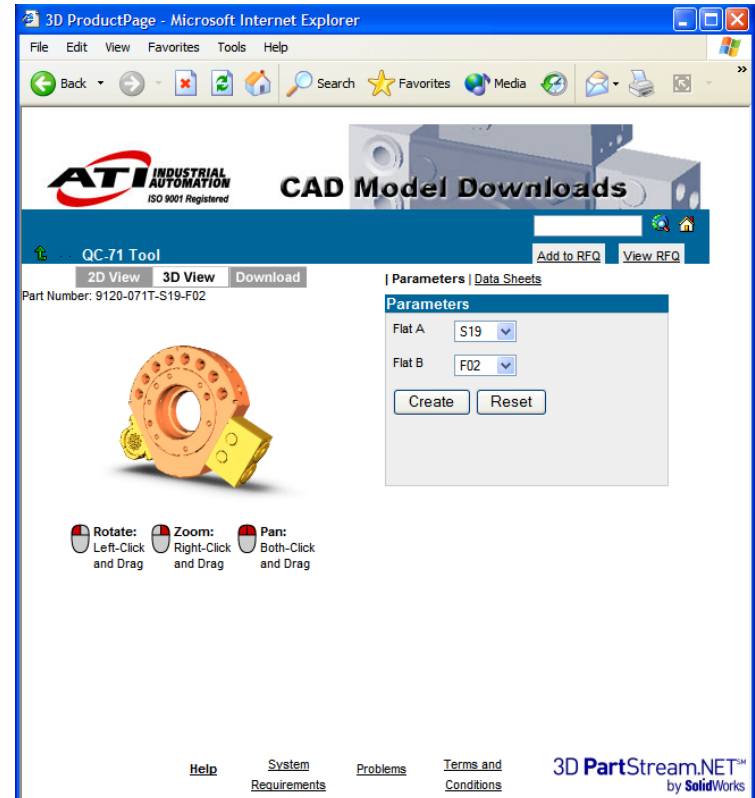 3D ProductPage - Microsoft Internet Explorer
File Edit View Favorites Tools Help
Back Search Favorites Media »
ATI INDUSTRIAL AUTOMATION
ISO 9001 Registered
CAD Model Downloads
QC-71 Tool
Add to RFQ View RFQ
2D View 3D View Download
| Parameters | Data Sheets
Part Number: 9120-071T-S19-F02
Parameters
Flat A S19
Flat B F02
Create Reset
Rotate: Left-Click and Drag
Zoom: Right-Click and Drag
Pan: Both-Click and Drag
Help System Requirements Problems Terms and Conditions
3D PartStream.NET℠
by SolidWorks